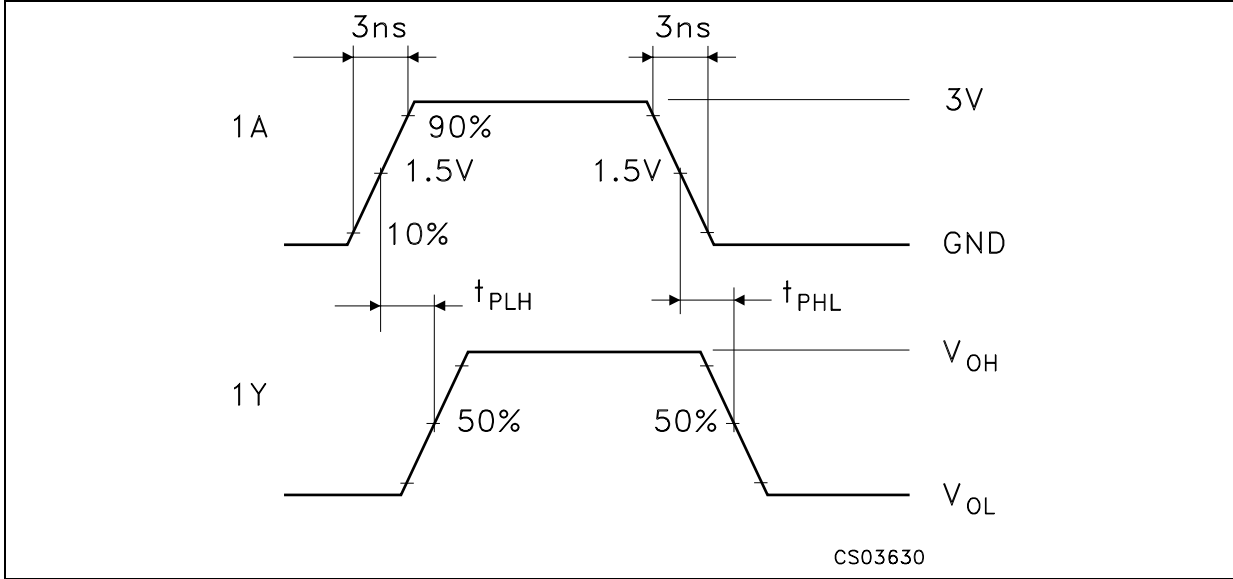 3ns 3ns
1A 3V
90%
1.5V 1.5V
10% GND
tPLH tPHL
VOH
1Y
50% 50%
VOL
CS03630